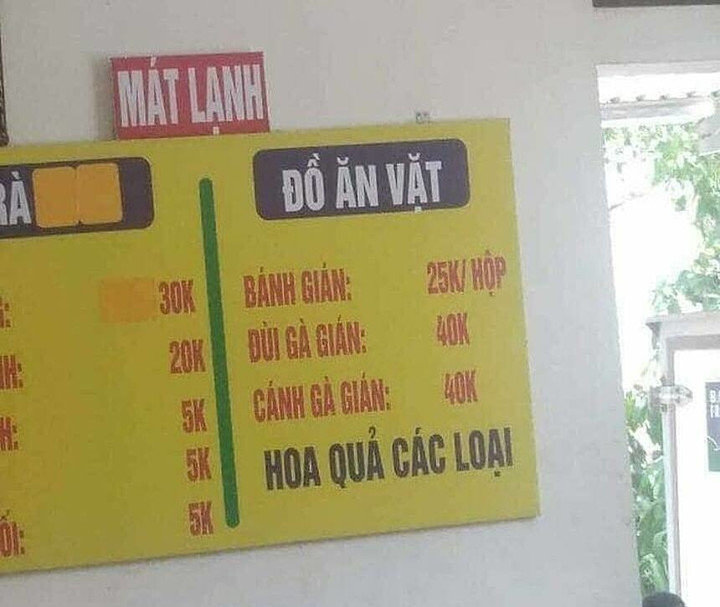 MÁT LẠNH
RÀ
30K
20K
5K
5K
5K
ĐỒ ĂN VẶT
BÁNH GIÁN: 25K/ HỘP
ĐÙI GÀ GIÁN: 40K
CÁNH GÀ GIÁN: 40K
HOA QUẢ CÁC LOẠI